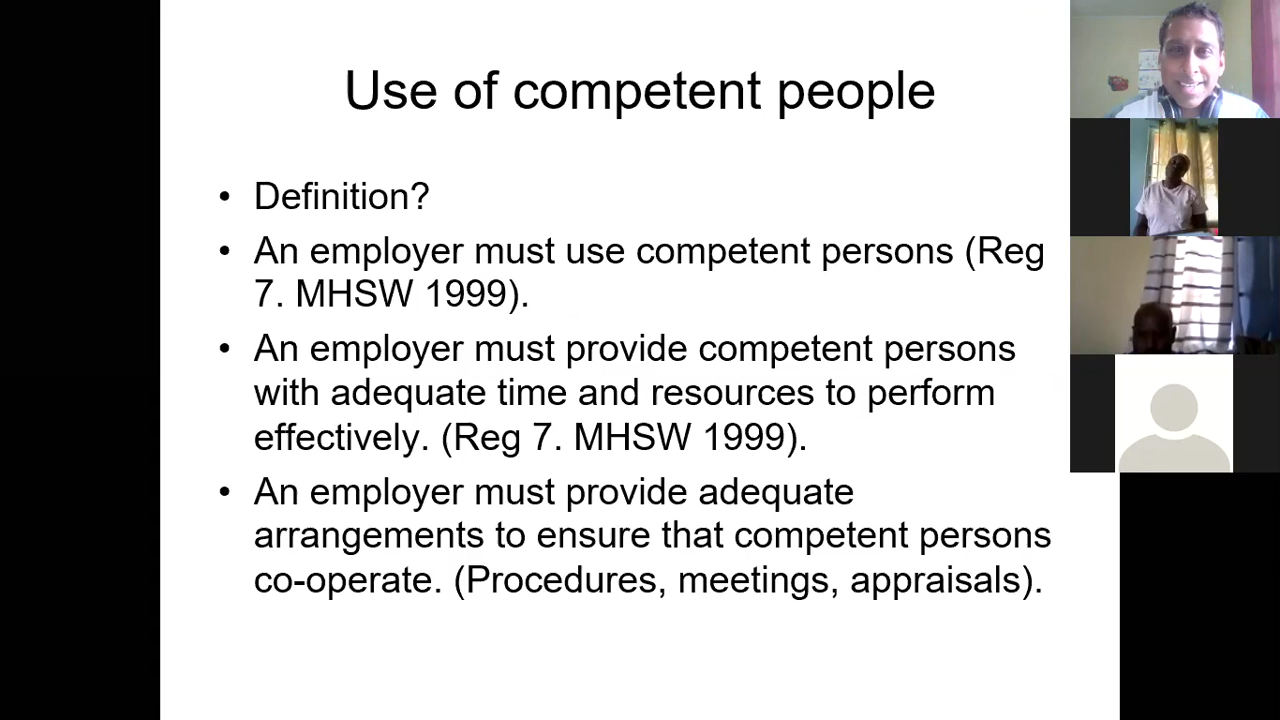 Use of competent people
• Definition?
• An employer must use competent persons (Reg
7. MHSW 1999).
• An employer must provide competent persons
with adequate time and resources to perform
effectively. (Reg 7. MHSW 1999).
• An employer must provide adequate
arrangements to ensure that competent persons
co-operate. (Procedures, meetings, appraisals).